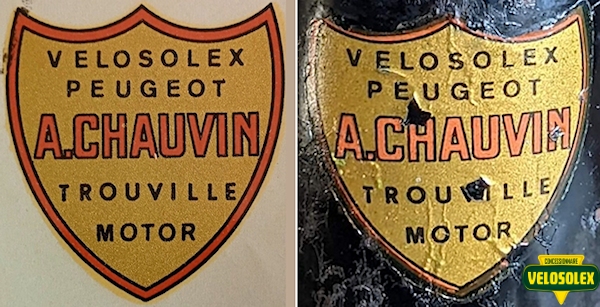 VELOSOLEX
PEUGEOT
A.CHAUVIN
TROUVILLE
MOTOR
VELOSOLEX
PEUGEOT
A.CHAUVIN
TROUVILLE
MOTOR
CONCESSIONNAIRE
VELOSOLEX